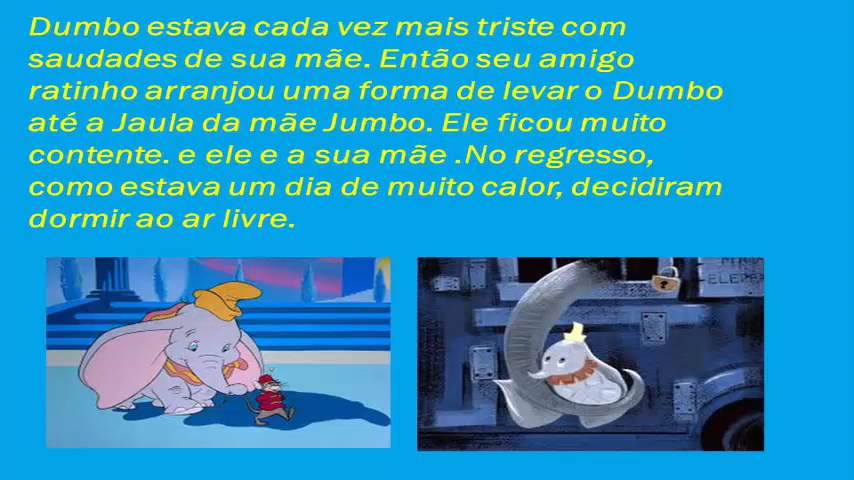 Dumbo estava cada vez mais triste com
saudades de sua mãe. Então seu amigo
ratinho arranjou uma forma de levar o Dumbo
até a Jaula da mãe Jumbo. Ele ficou muito
contente. e ele e a sua mãe .No regresso,
como estava um dia de muito calor, decidiram
dormir ao ar livre.